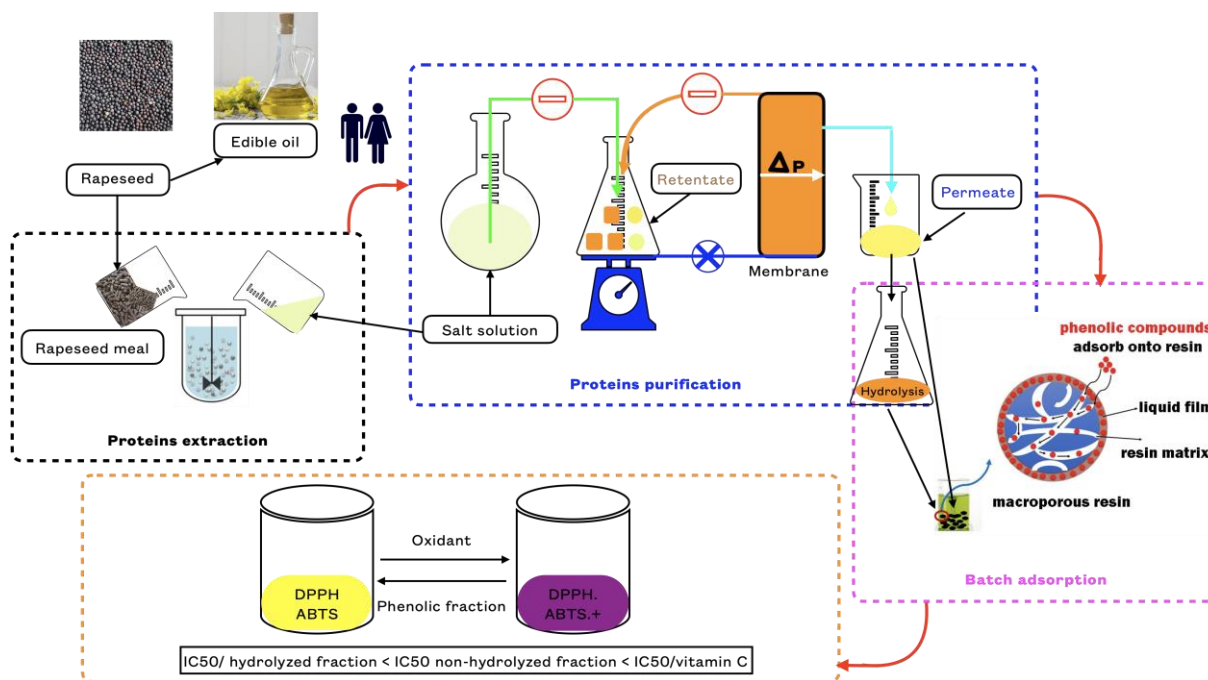 Edible oil
Rapeseed
Rapeseed meal
Proteins extraction
Salt solution
Retentate
ΔP
Membrane
Permeate
Proteins purification
Hydrolysis
phenolic compounds
adsorb onto resin
liquid film
resin matrix
macroporous resin
Batch adsorption
DPPH
ABTS
Oxidant
Phenolic fraction
DPPH.
ABTS.+
IC50/ hydrolyzed fraction < IC50 non-hydrolyzed fraction < IC50/vitamin C